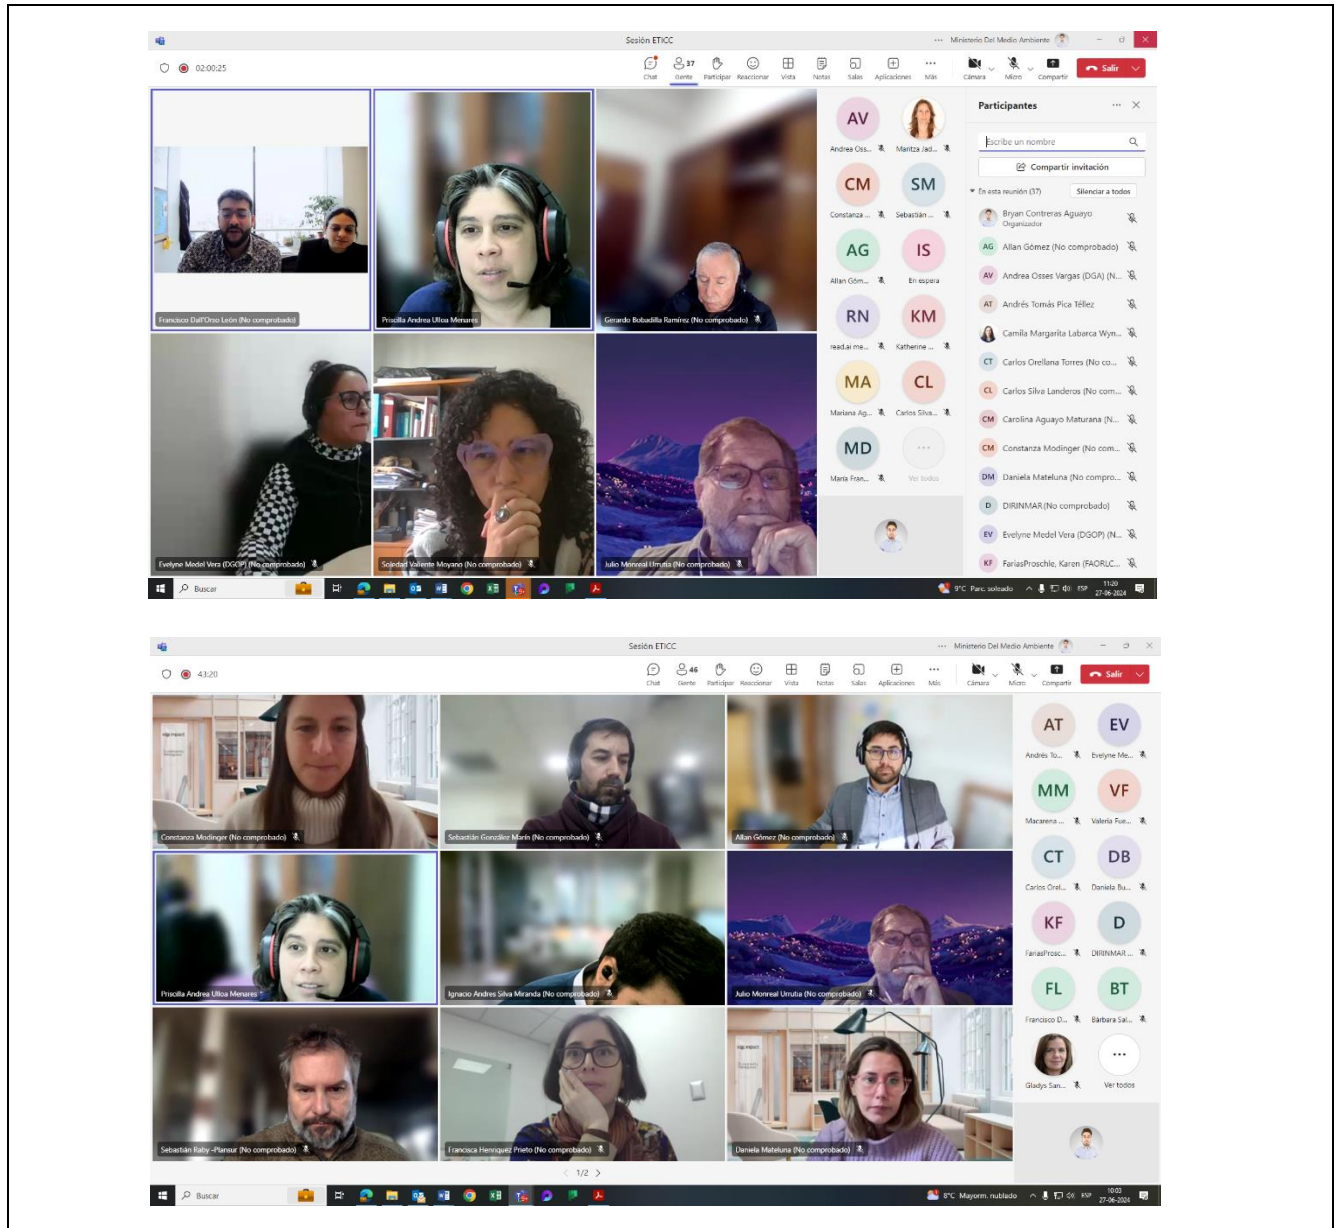 Sesión ETICC
Ministerio Del Medio Ambiente
02:00:25
37
Chat Gente Participar Reaccionar Vista Notas Salas Aplicaciones Más Cámara Micro Compartir Salir
Francisco Dall'Orso León (No comprobado)
Priscilla Andrea Ulloa Menares
Gerardo Bobadilla Ramírez (No comprobado)
Evelyne Medel Vera (DGOP) (No comprobado)
Soledad Valiente Moyano (No comprobado)
Julio Monreal Urrutia (No comprobado)
AV
Andrea Oss... Maritza Jad...
CM SM
Constanza ... Sebastián ...
AG IS
Allan Góm... En espera
RN KM
read.ai me... Katherine ...
MA CL
Mariana Ag... Carlos Silva...
MD ...
María Fran... Ver todos
Participantes
Escribe un nombre
Compartir invitación
En esta reunión (37) Silenciar a todos
Bryan Contreras Aguayo
Organizador
AG Allan Gómez (No comprobado)
AV Andrea Osses Vargas (DGA) (N...
AT Andrés Tomás Pica Téllez
Camila Margarita Labarca Wyn...
CT Carlos Orellana Torres (No co...
CL Carlos Silva Landeros (No com...
CM Carolina Aguayo Maturana (N...
CM Constanza Modinger (No com...
DM Daniela Mateluna (No compro...
D DIRINMAR(No comprobado)
EV Evelyne Medel Vera (DGOP) (N...
KF FariasProschle, Karen (FAORLC...
Buscar
9°C Parc. soleado ESP 11:20
27-06-2024
Sesión ETICC
Ministerio Del Medio Ambiente
43:20
46
Chat Gente Participar Reaccionar Vista Notas Salas Aplicaciones Más Cámara Micro Compartir Salir
Constanza Modinger (No comprobado)
Sebastián González Marín (No comprobado)
Allan Gómez (No comprobado)
Priscilla Andrea Ulloa Menares
Ignacio Andres Silva Miranda (No comprobado)
Julio Monreal Urrutia (No comprobado)
Sebastián Raby -Plansur (No comprobado)
Francisca Henriquez Prieto (No comprobado)
Daniela Mateluna (No comprobado)
1/2
AT EV
Andrés To... Evelyne Me...
MM VF
Macarena ... Valeria Fue...
CT DB
Carlos Orel... Daniela Bu...
KF D
FariasProsc... DIRINMAR ...
FL BT
Francisco D... Bárbara Sal...
...
Gladys San... Ver todos
Buscar
8°C Mayorm. nublado ESP 10:03
27-06-2024